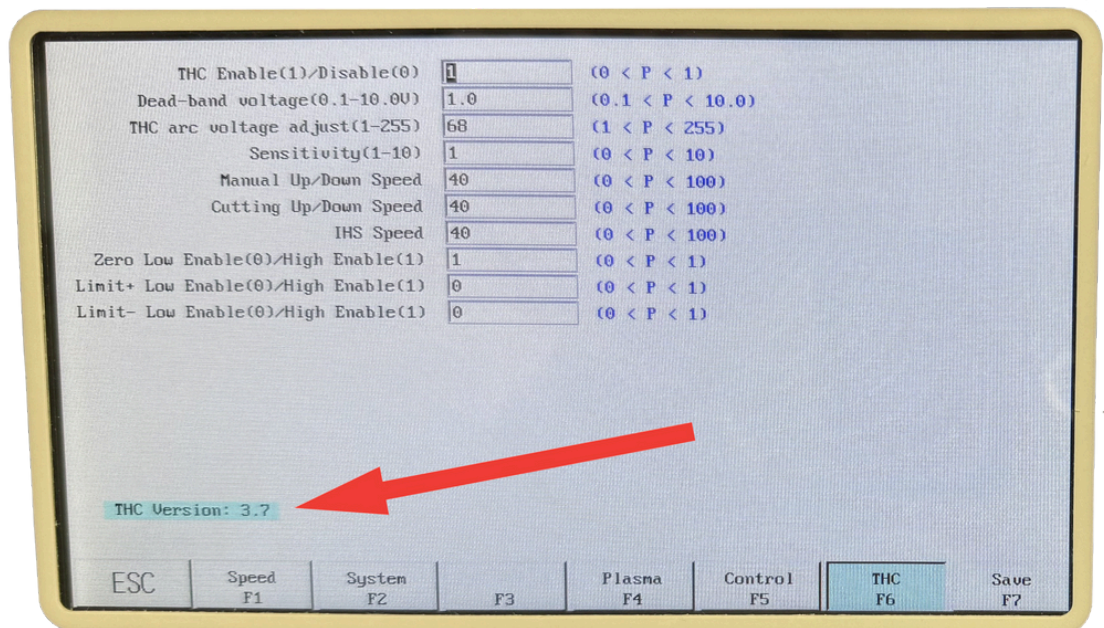 THC Enable(1)/Disable(0) 1 (0 < P < 1)
Dead-band voltage(0.1-10.0V) 1.0 (0.1 < P < 10.0)
THC arc voltage adjust(1-255) 68 (1 < P < 255)
Sensitivity(1-10) 1 (0 < P < 10)
Manual Up/Down Speed 40 (0 < P < 100)
Cutting Up/Down Speed 40 (0 < P < 100)
IHS Speed 40 (0 < P < 100)
Zero Low Enable(0)/High Enable(1) 1 (0 < P < 1)
Limit+ Low Enable(0)/High Enable(1) 0 (0 < P < 1)
Limit- Low Enable(0)/High Enable(1) 0 (0 < P < 1)
THC Version: 3.7
ESC Speed System Plasma Control THC Save
F1 F2 F3 F4 F5 F6 F7